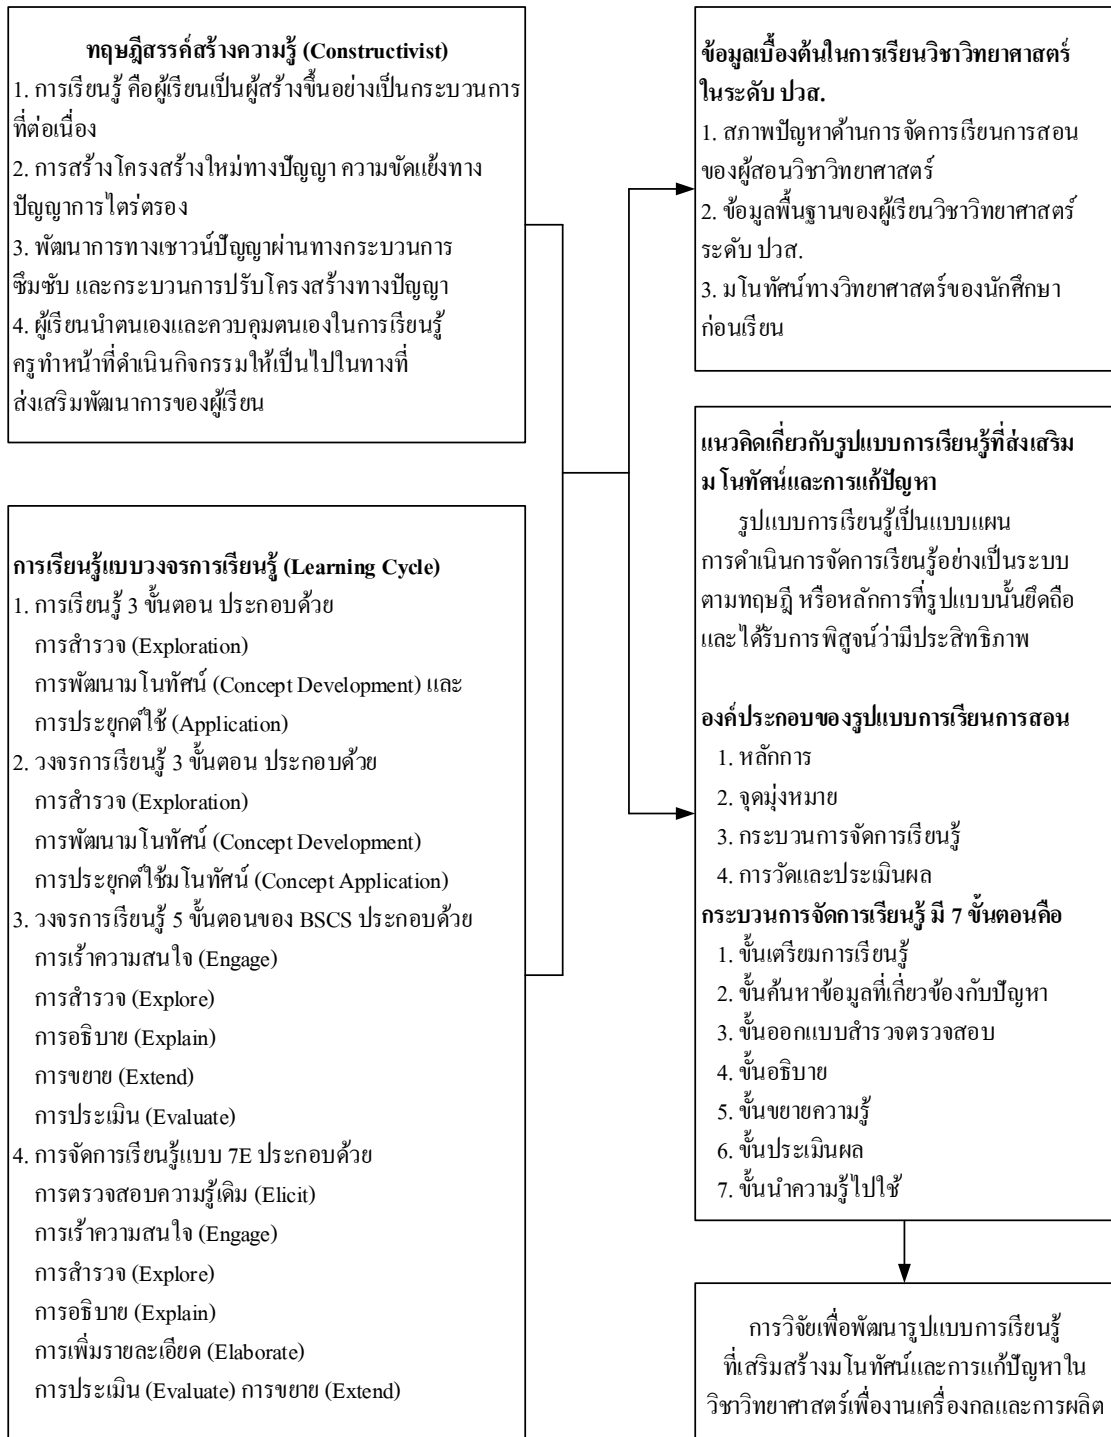 ทฤษฎีสรรค์สร้างความรู้ (Constructivist)
1. การเรียนรู้ คือผู้เรียนเป็นผู้สร้างขึ้นอย่างเป็นกระบวนการ
ที่ต่อเนื่อง
2. การสร้างโครงสร้างใหม่ทางปัญญา ความขัดแย้งทาง
ปัญญาการไตร่ตรอง
3. พัฒนาการทางเชาวน์ปัญญาผ่านทางกระบวนการ
ซึมซับ และกระบวนการปรับโครงสร้างทางปัญญา
4. ผู้เรียนนำตนเองและควบคุมตนเองในการเรียนรู้
ครูทำหน้าที่ดำเนินกิจกรรมให้เป็นไปในทางที่
ส่งเสริมพัฒนาการของผู้เรียน
การเรียนรู้แบบวงจรการเรียนรู้ (Learning Cycle)
1. การเรียนรู้ 3 ขั้นตอน ประกอบด้วย
การสำรวจ (Exploration)
การพัฒนามโนทัศน์ (Concept Development) และ
การประยุกต์ใช้ (Application)
2. วงจรการเรียนรู้ 3 ขั้นตอน ประกอบด้วย
การสำรวจ (Exploration)
การพัฒนามโนทัศน์ (Concept Development)
การประยุกต์ใช้มโนทัศน์ (Concept Application)
3. วงจรการเรียนรู้ 5 ขั้นตอนของ BSCS ประกอบด้วย
การเร้าความสนใจ (Engage)
การสำรวจ (Explore)
การอธิบาย (Explain)
การขยาย (Extend)
การประเมิน (Evaluate)
4. การจัดการเรียนรู้แบบ 7E ประกอบด้วย
การตรวจสอบความรู้เดิม (Elicit)
การเร้าความสนใจ (Engage)
การสำรวจ (Explore)
การอธิบาย (Explain)
การเพิ่มรายละเอียด (Elaborate)
การประเมิน (Evaluate) การขยาย (Extend)
ข้อมูลเบื้องต้นในการเรียนวิชาวิทยาศาสตร์
ในระดับ ปวส.
1. สภาพปัญหาด้านการจัดการเรียนการสอน
ของผู้สอนวิชาวิทยาศาสตร์
2. ข้อมูลพื้นฐานของผู้เรียนวิชาวิทยาศาสตร์
ระดับ ปวส.
3. มโนทัศน์ทางวิทยาศาสตร์ของนักศึกษา
ก่อนเรียน
แนวคิดเกี่ยวกับรูปแบบการเรียนรู้ที่ส่งเสริม
มโนทัศน์และการแก้ปัญหา
รูปแบบการเรียนรู้เป็นแบบแผน
การดำเนินการจัดการเรียนรู้อย่างเป็นระบบ
ตามทฤษฎี หรือหลักการที่รูปแบบนั้นยึดถือ
และได้รับการพิสูจน์ว่ามีประสิทธิภาพ
องค์ประกอบของรูปแบบการเรียนการสอน
1. หลักการ
2. จุดมุ่งหมาย
3. กระบวนการจัดการเรียนรู้
4. การวัดและประเมินผล
กระบวนการจัดการเรียนรู้ มี 7 ขั้นตอนคือ
1. ขั้นเตรียมการเรียนรู้
2. ขั้นค้นหาข้อมูลที่เกี่ยวข้องกับปัญหา
3. ขั้นออกแบบสำรวจตรวจสอบ
4. ขั้นอธิบาย
5. ขั้นขยายความรู้
6. ขั้นประเมินผล
7. ขั้นนำความรู้ไปใช้
การวิจัยเพื่อพัฒนารูปแบบการเรียนรู้
ที่เสริมสร้างมโนทัศน์และการแก้ปัญหาใน
วิชาวิทยาศาสตร์เพื่องานเครื่องกลและการผลิต